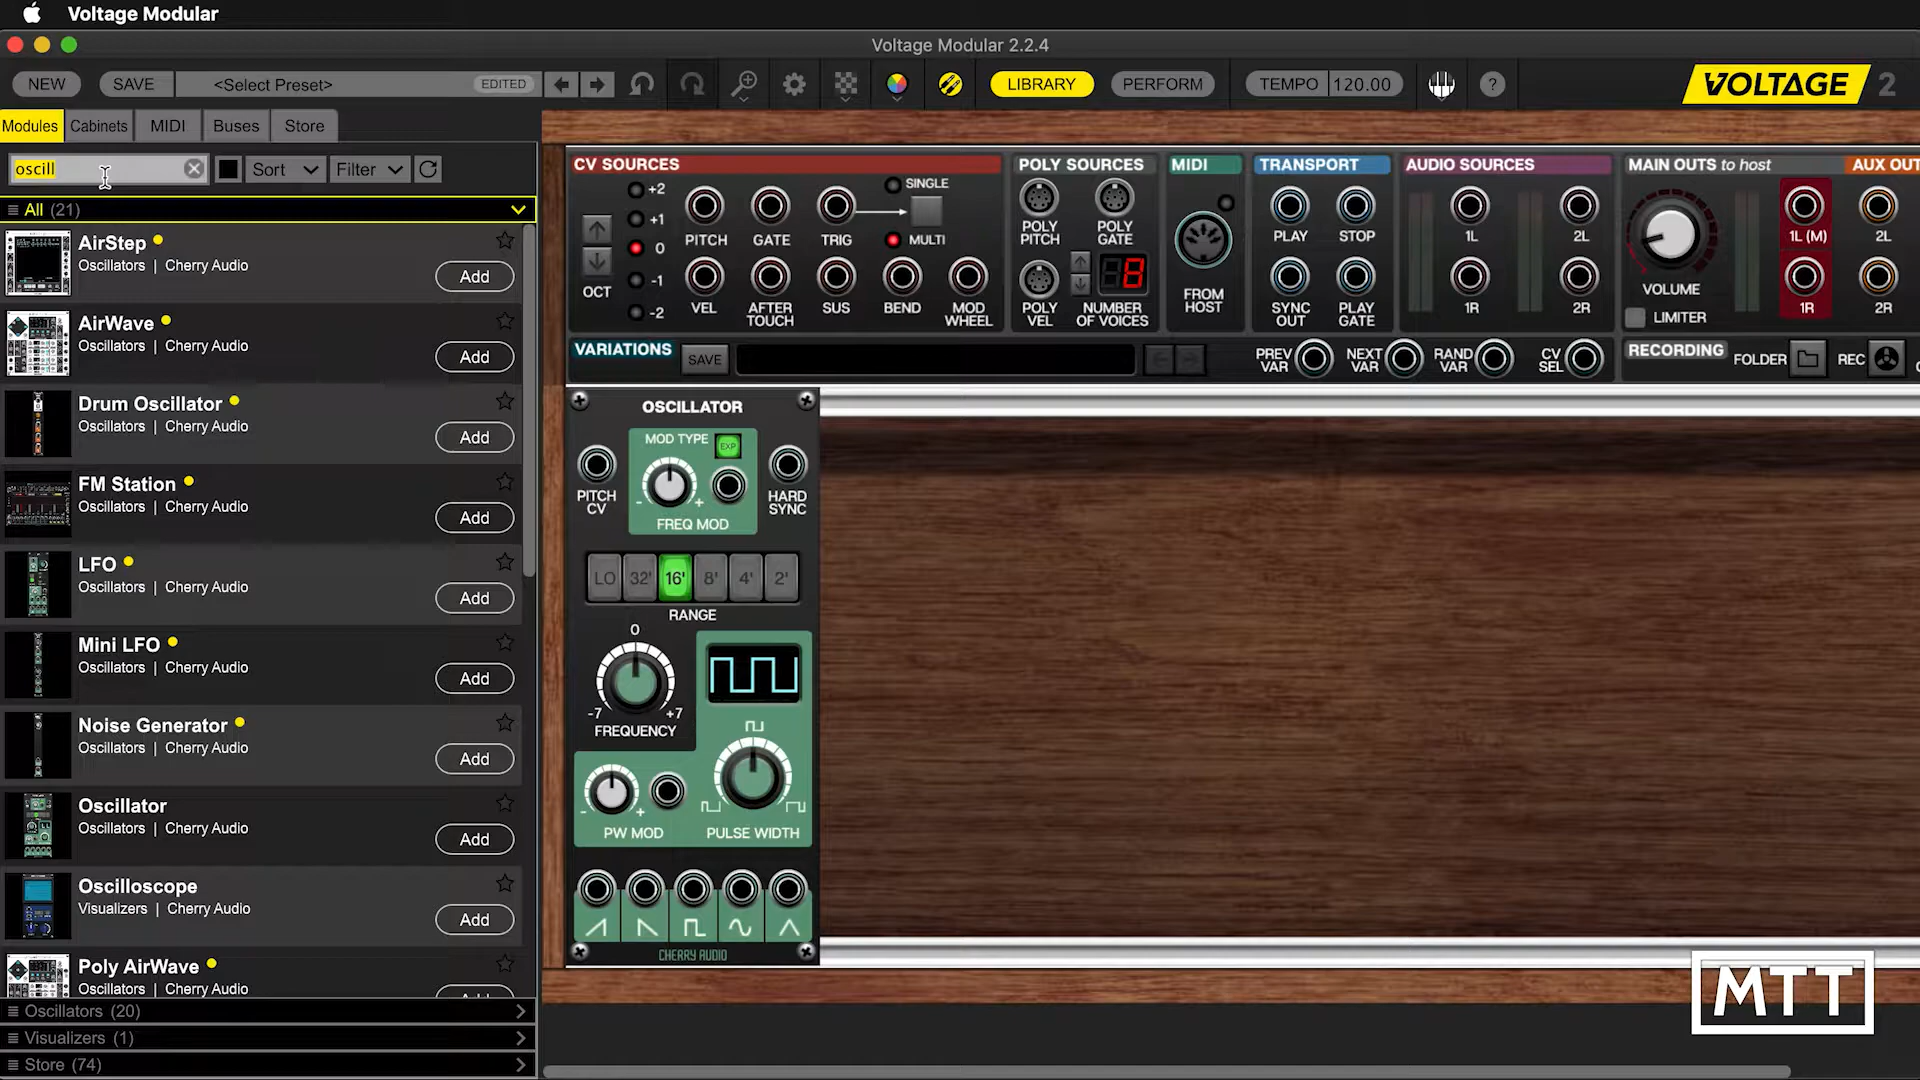 Voltage Modular
Voltage Modular 2.2.4
NEW
SAVE
<Select Preset>
EDITED
LIBRARY
PERFORM
TEMPO
120.00
?
VOLTAGE 2
Modules
Cabinets
MIDI
Buses
Store
oscill
Sort
Filter
All (21)
AirStep
Oscillators | Cherry Audio
Add
AirWave
Oscillators | Cherry Audio
Add
Drum Oscillator
Oscillators | Cherry Audio
Add
FM Station
Oscillators | Cherry Audio
Add
LFO
Oscillators | Cherry Audio
Add
Mini LFO
Oscillators | Cherry Audio
Add
Noise Generator
Oscillators | Cherry Audio
Add
Oscillator
Oscillators | Cherry Audio
Add
Oscilloscope
Visualizers | Cherry Audio
Add
Poly AirWave
Oscillators | Cherry Audio
Add
Oscillators (20)
Visualizers (1)
Store (74)
CV SOURCES
OCT
+2
+1
0
-1
-2
PITCH
GATE
TRIG
SINGLE
MULTI
VEL
AFTER
TOUCH
SUS
BEND
MOD
WHEEL
POLY SOURCES
POLY
PITCH
POLY
GATE
POLY
VEL
8
NUMBER
OF VOICES
MIDI
FROM
HOST
TRANSPORT
PLAY
STOP
SYNC
OUT
PLAY
GATE
AUDIO SOURCES
1L
2L
1R
2R
MAIN OUTS to host
VOLUME
LIMITER
1L (M)
1R
AUX OUT
2L
2R
VARIATIONS
SAVE
PREV
VAR
NEXT
VAR
RAND
VAR
CV
SEL
RECORDING
FOLDER
REC
OSCILLATOR
PITCH
CV
MOD TYPE
EXP
- +
FREQ MOD
HARD
SYNC
LO 32' 16' 8' 4' 2'
RANGE
0
-7 +7
FREQUENCY
- +
PW MOD
PULSE WIDTH
CHERRY AUDIO
MTT